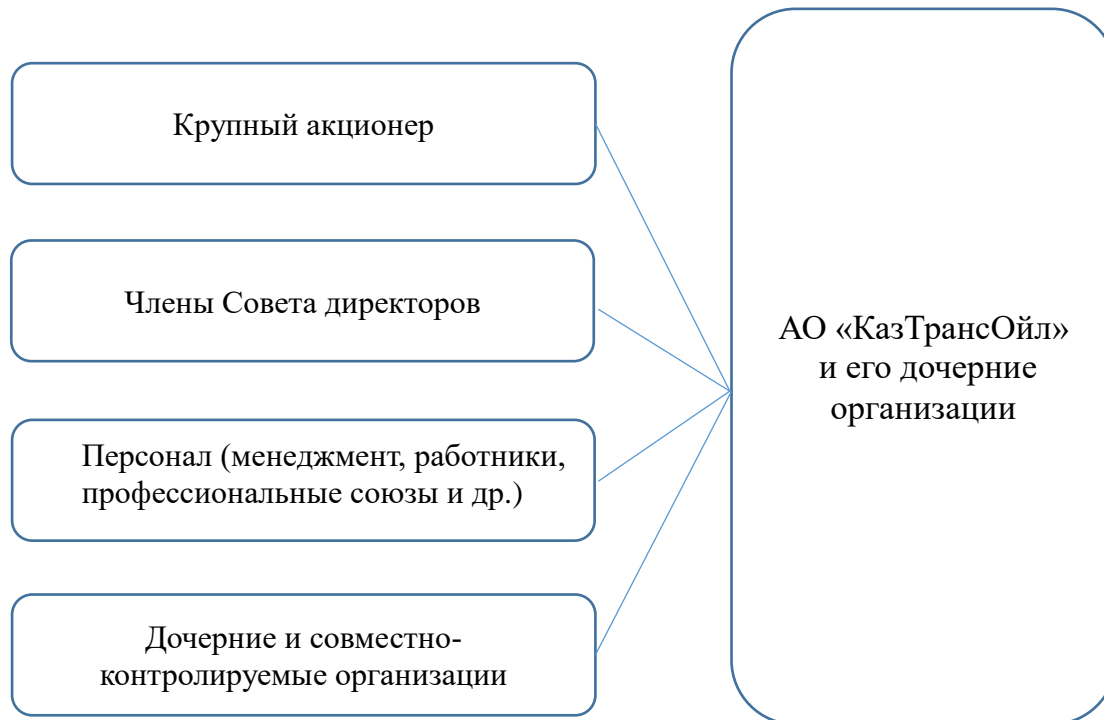 Крупный акционер
Члены Совета директоров
Персонал (менеджмент, работники,
профессиональные союзы и др.)
Дочерние и совместно-
контролируемые организации
АО «КазТрансОйл»
и его дочерние
организации